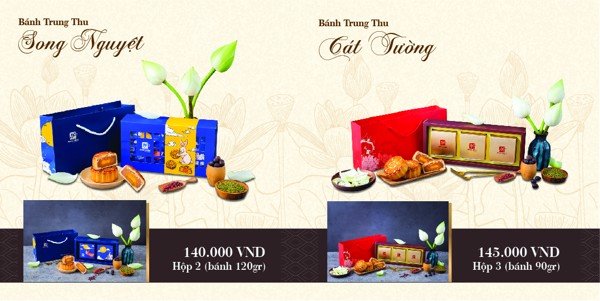 Bánh Trung Thu
Song Nguyệt
140.000 VND
Hộp 2 (bánh 120gr)
Bánh Trung Thu
Cát Tường
145.000 VND
Hộp 3 (bánh 90gr)